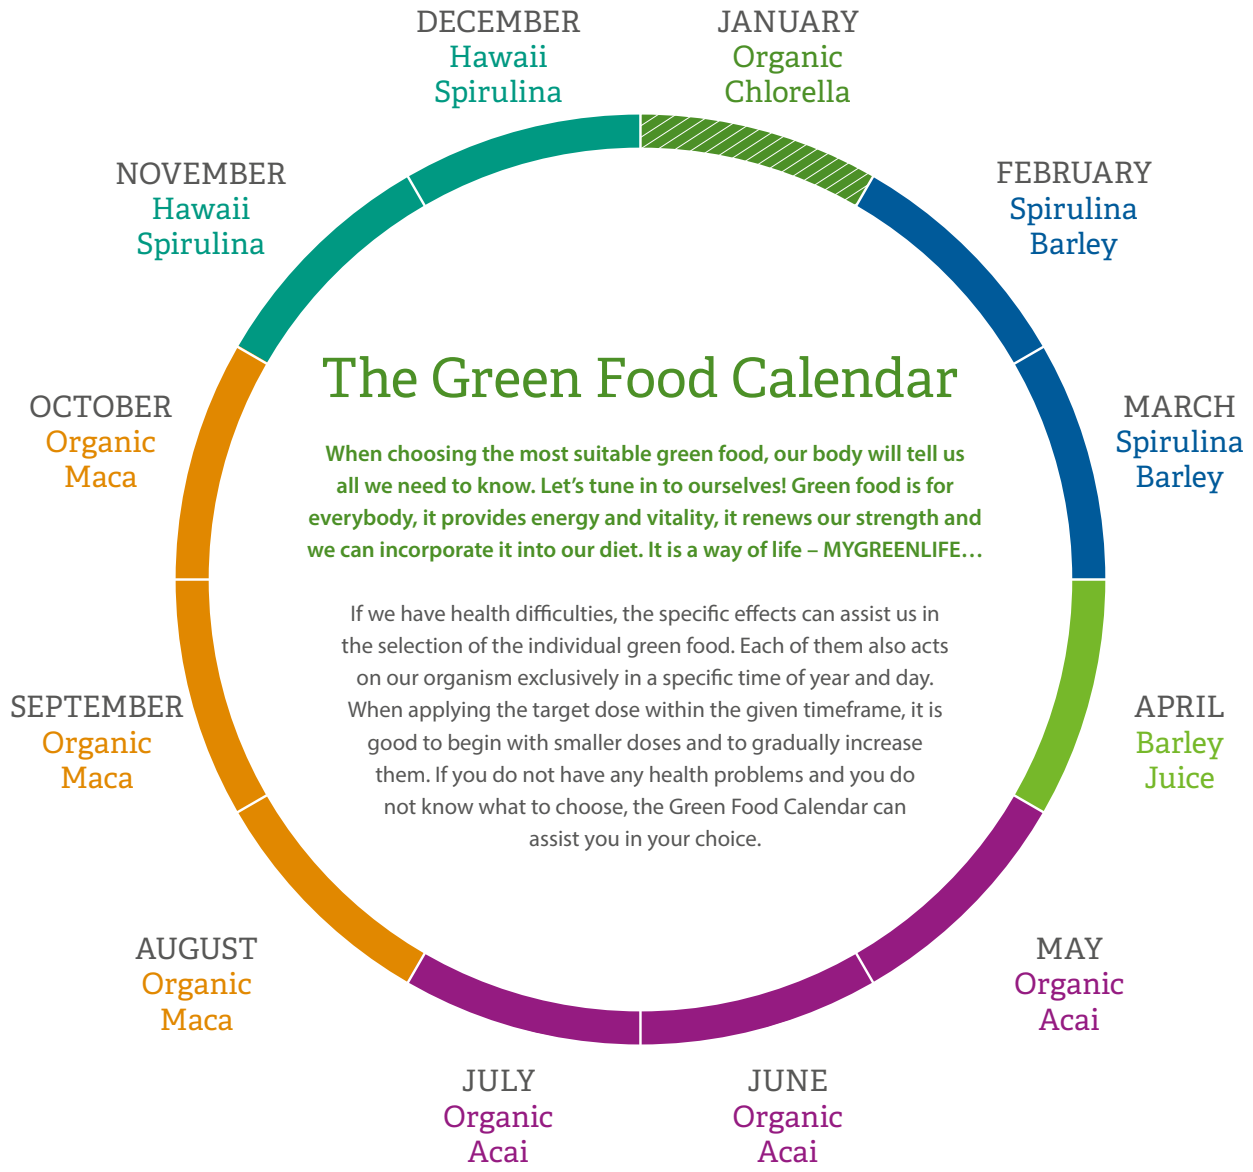 DECEMBER
Hawaii
Spirulina
JANUARY
Organic
Chlorella
FEBRUARY
Spirulina
Barley
MARCH
Spirulina
Barley
APRIL
Barley
Juice
MAY
Organic
Acai
JUNE
Organic
Acai
JULY
Organic
Acai
AUGUST
Organic
Maca
SEPTEMBER
Organic
Maca
OCTOBER
Organic
Maca
NOVEMBER
Hawaii
Spirulina
The Green Food Calendar
When choosing the most suitable green food, our body will tell us
all we need to know. Let’s tune in to ourselves! Green food is for
everybody, it provides energy and vitality, it renews our strength and
we can incorporate it into our diet. It is a way of life – MYGREENLIFE…
If we have health difficulties, the specific effects can assist us in
the selection of the individual green food. Each of them also acts
on our organism exclusively in a specific time of year and day.
When applying the target dose within the given timeframe, it is
good to begin with smaller doses and to gradually increase
them. If you do not have any health problems and you do
not know what to choose, the Green Food Calendar can
assist you in your choice.